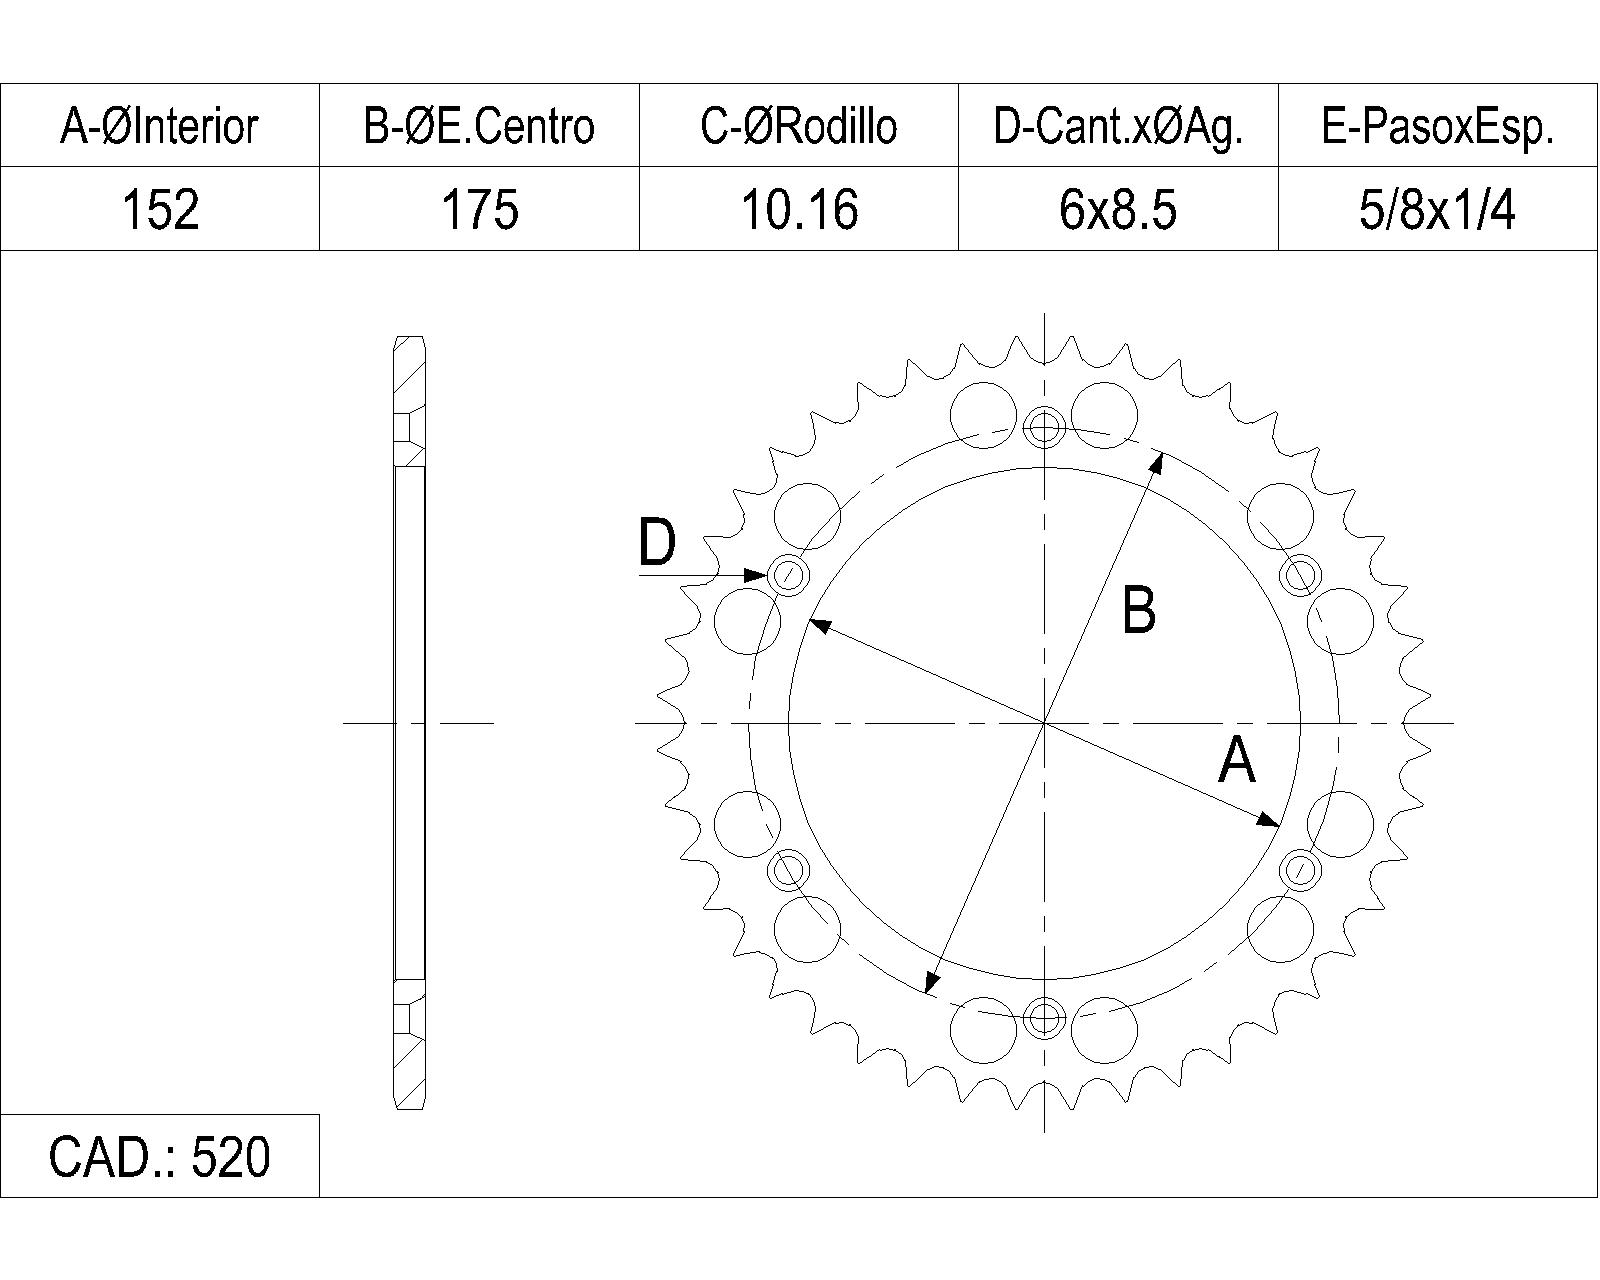 A-ØInterior B-ØE.Centro C-ØRodillo D-Cant.xØAg. E-PasoxEsp.
152 175 10.16 6x8.5 5/8x1/4
D
B
A
CAD.: 520